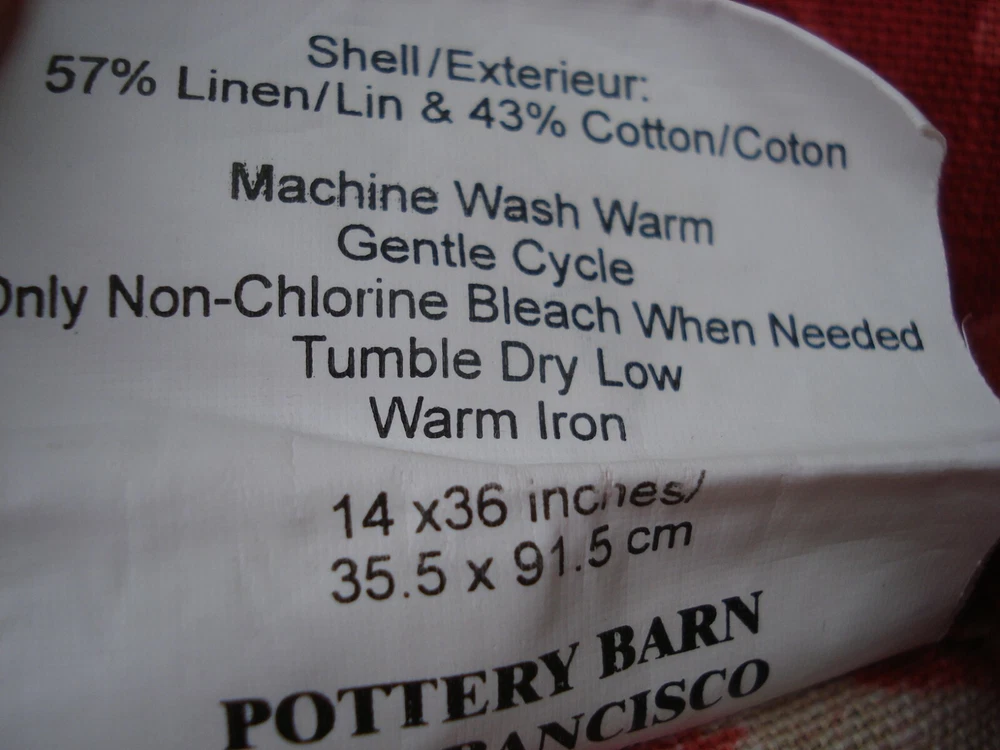 Shell/Exterieur:
57% Linen/Lin & 43% Cotton/Coton
Machine Wash Warm
Gentle Cycle
Only Non-Chlorine Bleach When Needed
Tumble Dry Low
Warm Iron
14 x36 inches/
35.5 x 91.5 cm
POTTERY BARN
FRANCISCO